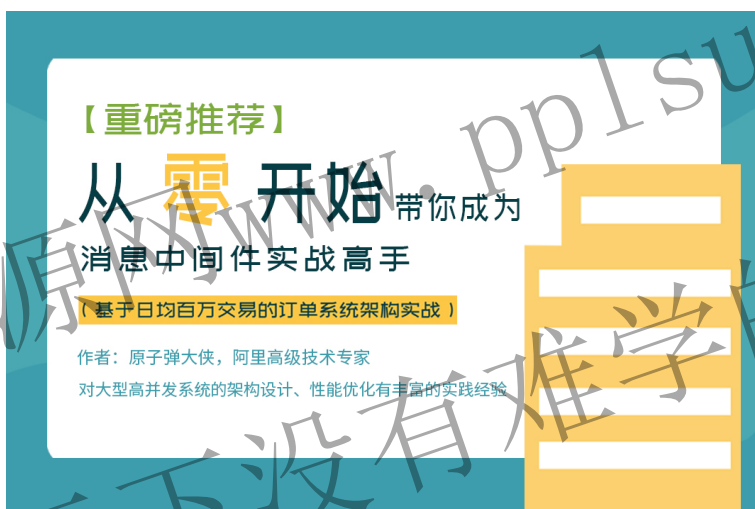 【重磅推荐】
从 零 开始 带你成为
消息中间件实战高手
（基于日均百万交易的订单系统架构实战）
作者：原子弹大侠，阿里高级技术专家
对大型高并发系统的架构设计、性能优化有丰富的实践经验
源网www.pplsu
下没有难学的